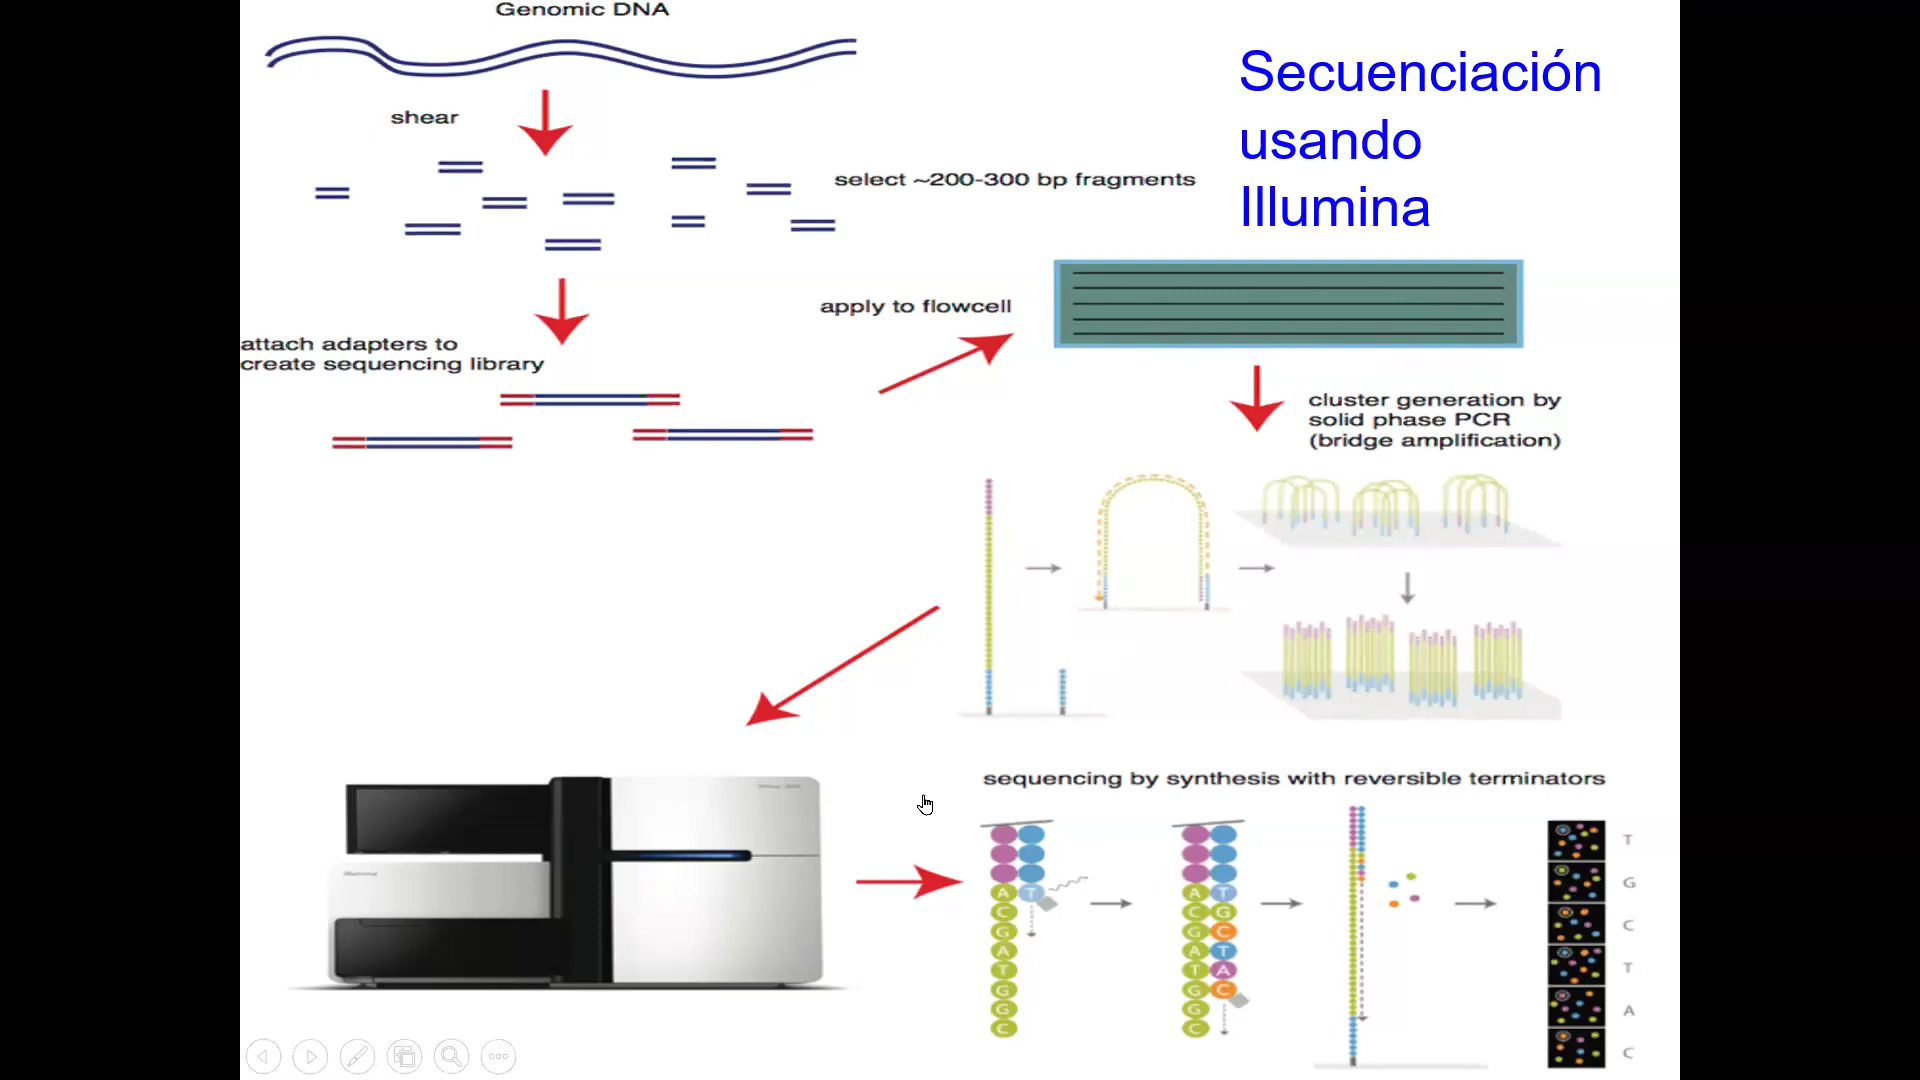 Genomic DNA
Secuenciación
usando
Illumina
shear
select ~200-300 bp fragments
apply to flowcell
attach adapters to
create sequencing library
cluster generation by
solid phase PCR
(bridge amplification)
sequencing by synthesis with reversible terminators
A T
C
G
A
T
G
G
C
A T
C G
G C
A T
T A
G C
G
C
T
G
C
T
A
C